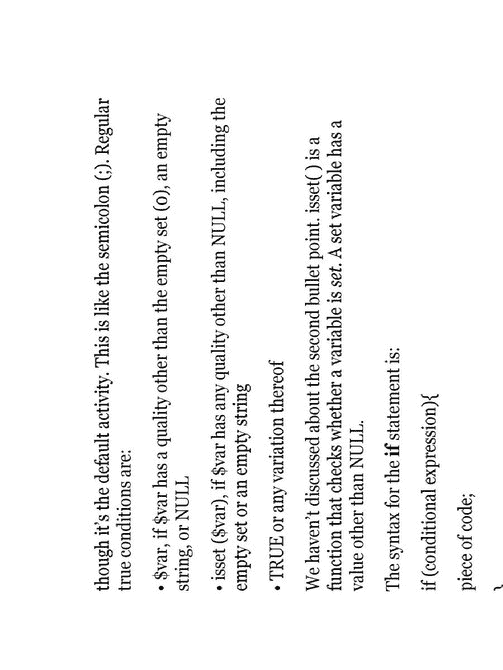 though it's the default activity. This is like the semicolon (;). Regular
true conditions are:
• $var, if $var has a quality other than the empty set (0), an empty
string, or NULL
• isset ($var), if $var has any quality other than NULL, including the
empty set or an empty string
• TRUE or any variation thereof
We haven't discussed about the second bullet point. isset() is a
function that checks whether a variable is set. A set variable has a
value other than NULL.
The syntax for the if statement is:
if (conditional expression){
piece of code;
}